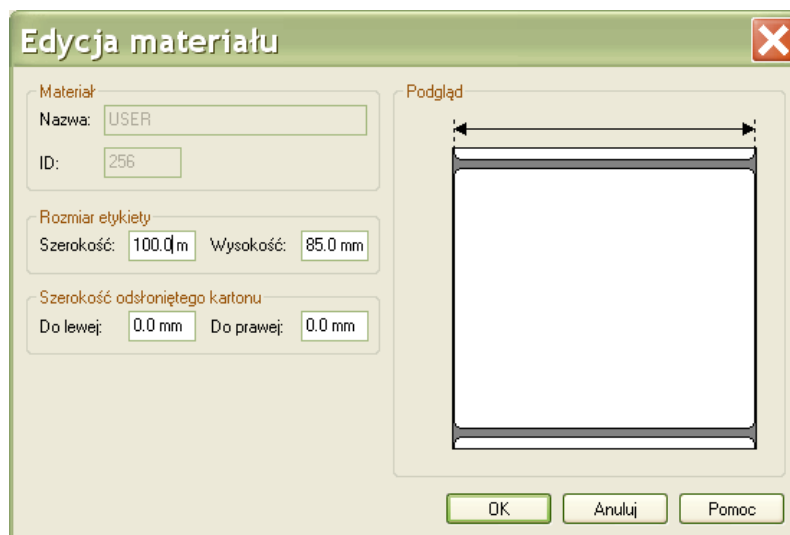 Edycja materiału
Materiał
Nazwa: USER
ID: 256
Rozmiar etykiety
Szerokość: 100.0 m Wysokość: 85.0 mm
Szerokość odsłoniętego kartonu
Do lewej: 0.0 mm Do prawej: 0.0 mm
Podgląd
OK Anuluj Pomoc